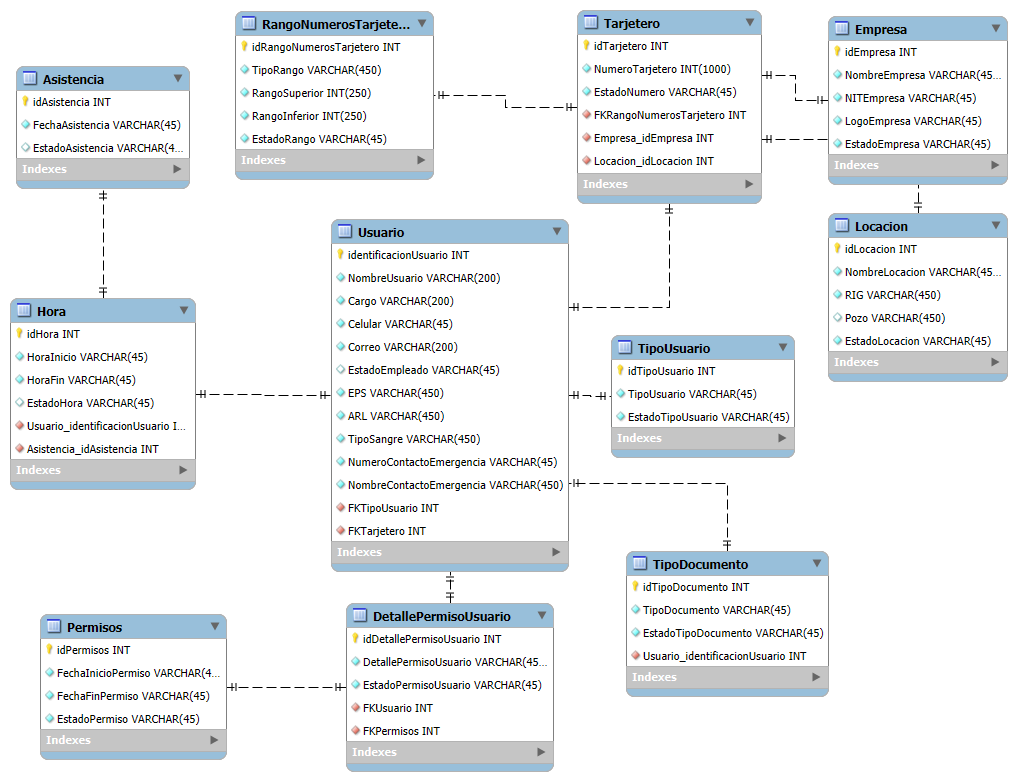 RangoNumerosTarjete...
idRangoNumerosTarjetero INT
TipoRango VARCHAR(450)
RangoSuperior INT(250)
RangoInferior INT(250)
EstadoRango VARCHAR(45)
Indexes
Tarjetero
idTarjetero INT
NumeroTarjetero INT(1000)
EstadoNumero VARCHAR(45)
FKRangoNumerosTarjetero INT
Empresa_idEmpresa INT
Locacion_idLocacion INT
Indexes
Empresa
idEmpresa INT
NombreEmpresa VARCHAR(45...
NITEmpresa VARCHAR(45)
LogoEmpresa VARCHAR(45)
EstadoEmpresa VARCHAR(45)
Indexes
Asistencia
idAsistencia INT
FechaAsistencia VARCHAR(45)
EstadoAsistencia VARCHAR(4...
Indexes
Usuario
identificacionUsuario INT
NombreUsuario VARCHAR(200)
Cargo VARCHAR(200)
Celular VARCHAR(45)
Correo VARCHAR(200)
EstadoEmpleado VARCHAR(45)
EPS VARCHAR(450)
ARL VARCHAR(450)
TipoSangre VARCHAR(450)
NumeroContactoEmergencia VARCHAR(45)
NombreContactoEmergencia VARCHAR(450)
FKTipoUsuario INT
FKTarjetero INT
Indexes
Locacion
idLocacion INT
NombreLocacion VARCHAR(45...
RIG VARCHAR(450)
Pozo VARCHAR(450)
EstadoLocacion VARCHAR(45)
Indexes
Hora
idHora INT
HoraInicio VARCHAR(45)
HoraFin VARCHAR(45)
EstadoHora VARCHAR(45)
Usuario_identificacionUsuario I...
Asistencia_idAsistencia INT
Indexes
TipoUsuario
idTipoUsuario INT
TipoUsuario VARCHAR(45)
EstadoTipoUsuario VARCHAR(45)
Indexes
TipoDocumento
idTipoDocumento INT
TipoDocumento VARCHAR(45)
EstadoTipoDocumento VARCHAR(45)
Usuario_identificacionUsuario INT
Indexes
Permisos
idPermisos INT
FechaInicioPermiso VARCHAR(4...
FechaFinPermiso VARCHAR(45)
EstadoPermiso VARCHAR(45)
Indexes
DetallePermisoUsuario
idDetallePermisoUsuario INT
DetallePermisoUsuario VARCHAR(45...
EstadoPermisoUsuario VARCHAR(45)
FKUsuario INT
FKPermisos INT
Indexes